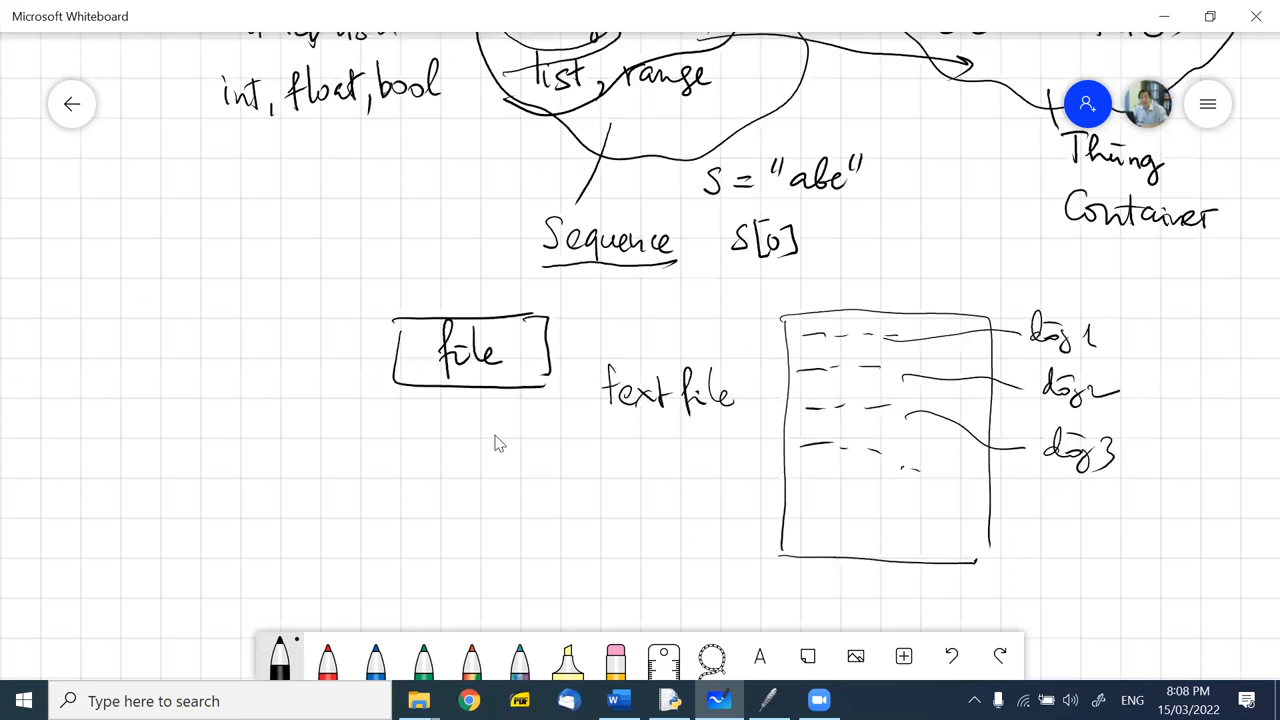 Microsoft Whiteboard
int, float, bool
list, range
Thùng
Container
S = "abc"
Sequence
S[0]
file
text file
dòng 1
dòng 2
dòng 3
Type here to search
PDF
ENG
8:08 PM
15/03/2022